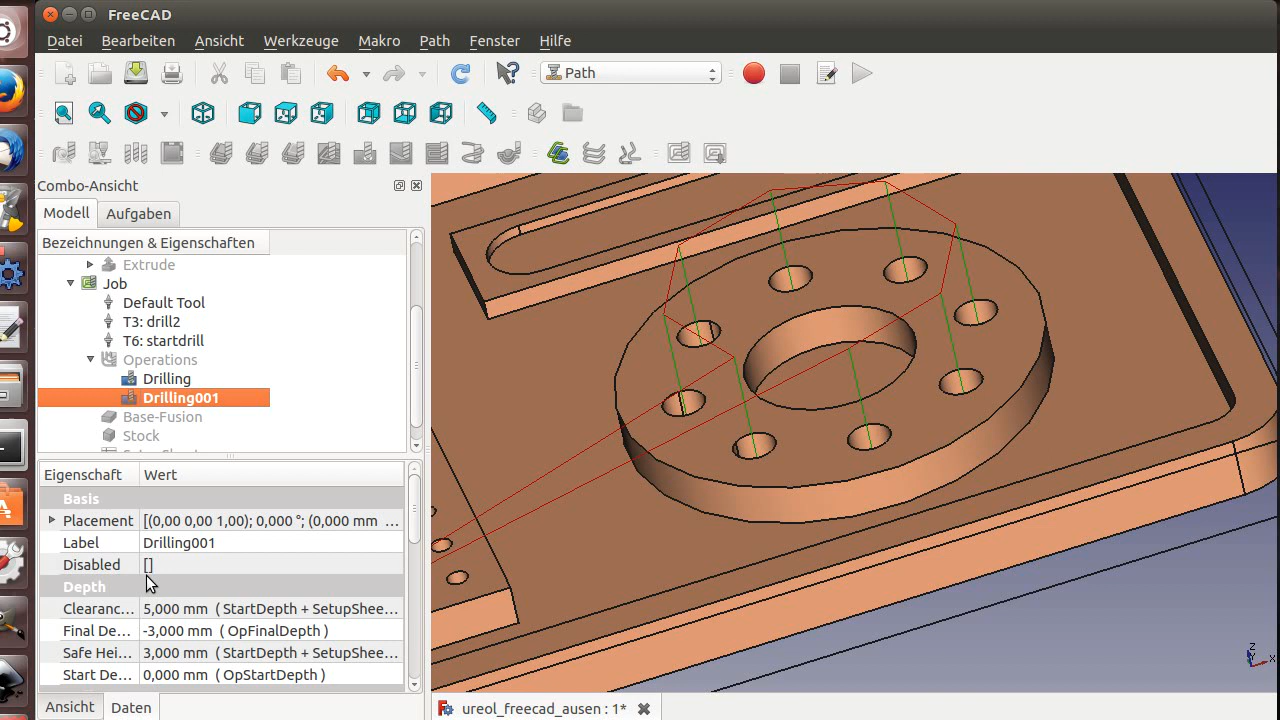 FreeCAD
Datei Bearbeiten Ansicht Werkzeuge Makro Path Fenster Hilfe
Path
Combo-Ansicht
Modell Aufgaben
Bezeichnungen & Eigenschaften
Extrude
Job
Default Tool
T3: drill2
T6: startdrill
Operations
Drilling
Drilling001
Base-Fusion
Stock
Eigenschaft Wert
Basis
Placement [(0,00 0,00 1,00); 0,000 °; (0,000 mm ...
Label Drilling001
Disabled []
Depth
Clearanc... 5,000 mm ( StartDepth + SetupShee...
Final De... -3,000 mm ( OpFinalDepth )
Safe Hei... 3,000 mm ( StartDepth + SetupShee...
Start De... 0,000 mm ( OpStartDepth )
Ansicht Daten
ureol_freecad_ausen : 1*
Z
Y
X